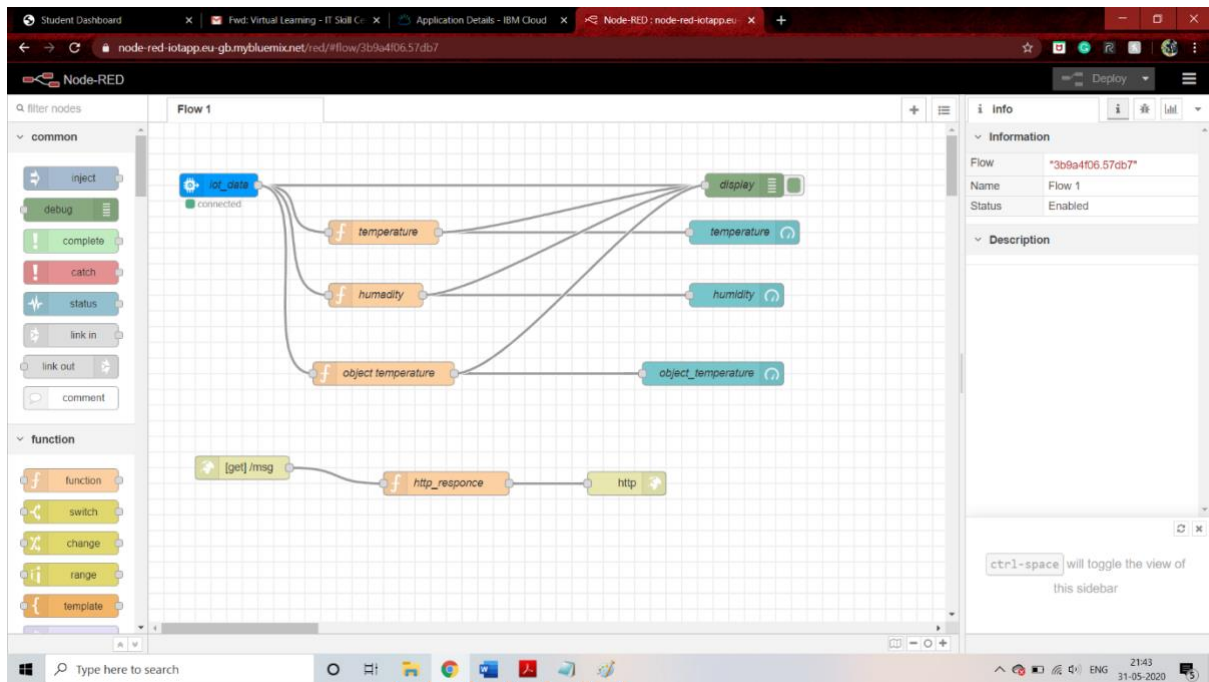 Student Dashboard
Fwd: Virtual Learning - IT Skill Ce
Application Details - IBM Cloud
Node-RED : node-red-iotapp.eu-
node-red-iotapp.eu-gb.mybluemix.net/red/#flow/3b9a4f06.57db7
Node-RED
Deploy
filter nodes
Flow 1
i info
common
inject
debug
complete
catch
status
link in
link out
comment
function
function
switch
change
range
template
iot_data
connected
display
temperature
temperature
humadity
humidity
object temperature
object_temperature
[get] /msg
http_responce
http
Information
Flow "3b9a4f06.57db7"
Name Flow 1
Status Enabled
Description
ctrl-space will toggle the view of
this sidebar
Type here to search
ENG
21:43
31-05-2020